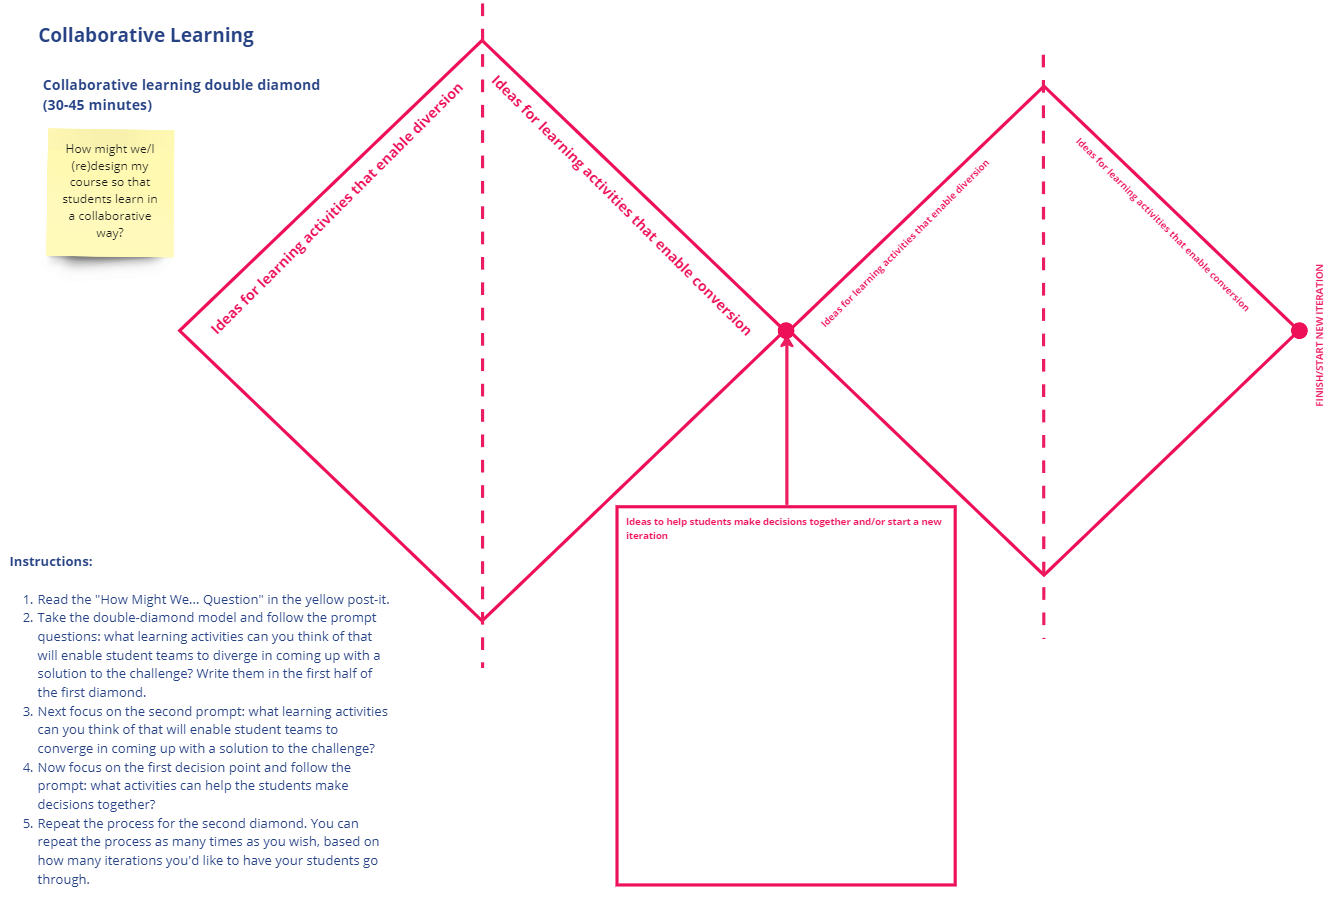 Collaborative Learning
Collaborative learning double diamond
(30-45 minutes)
How might we/I
(re)design my
course so that
students learn in
a collaborative
way?
Ideas for learning activities that enable diversion
Ideas for learning activities that enable conversion
Ideas for learning activities that enable diversion
Ideas for learning activities that enable conversion
FINISH/START NEW ITERATION
Ideas to help students make decisions together and/or start a new
iteration
Instructions:
1. Read the "How Might We... Question" in the yellow post-it.
2. Take the double-diamond model and follow the prompt
questions: what learning activities can you think of that
will enable student teams to diverge in coming up with a
solution to the challenge? Write them in the first half of
the first diamond.
3. Next focus on the second prompt: what learning activities
can you think of that will enable student teams to
converge in coming up with a solution to the challenge?
4. Now focus on the first decision point and follow the
prompt: what activities can help the students make
decisions together?
5. Repeat the process for the second diamond. You can
repeat the process as many times as you wish, based on
how many iterations you'd like to have your students go
through.